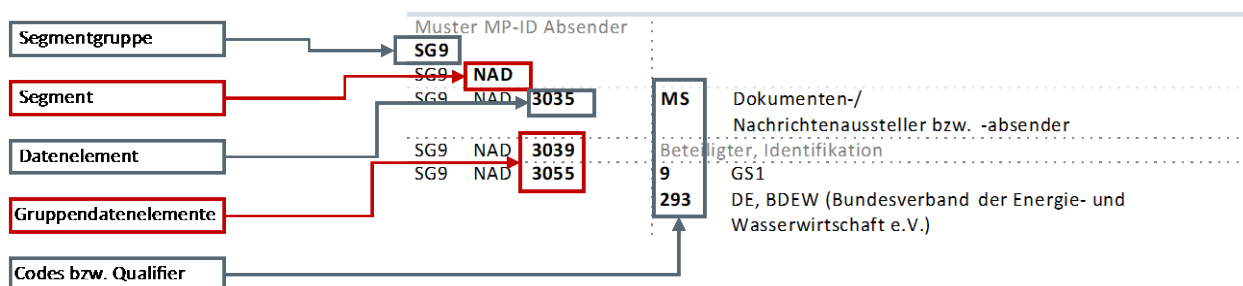 Muster MP-ID Absender
Segmentgruppe
SG9
SG9 NAD
Segment
SG9 NAD 3035 MS Dokumenten-/
Nachrichtenaussteller bzw. -absender
Datenelement
SG9 NAD 3039 Beteiligter, Identifikation
SG9 NAD 3055 9 GS1
293 DE, BDEW (Bundesverband der Energie- und
Wasserwirtschaft e.V.)
Gruppendatenelemente
Codes bzw. Qualifier